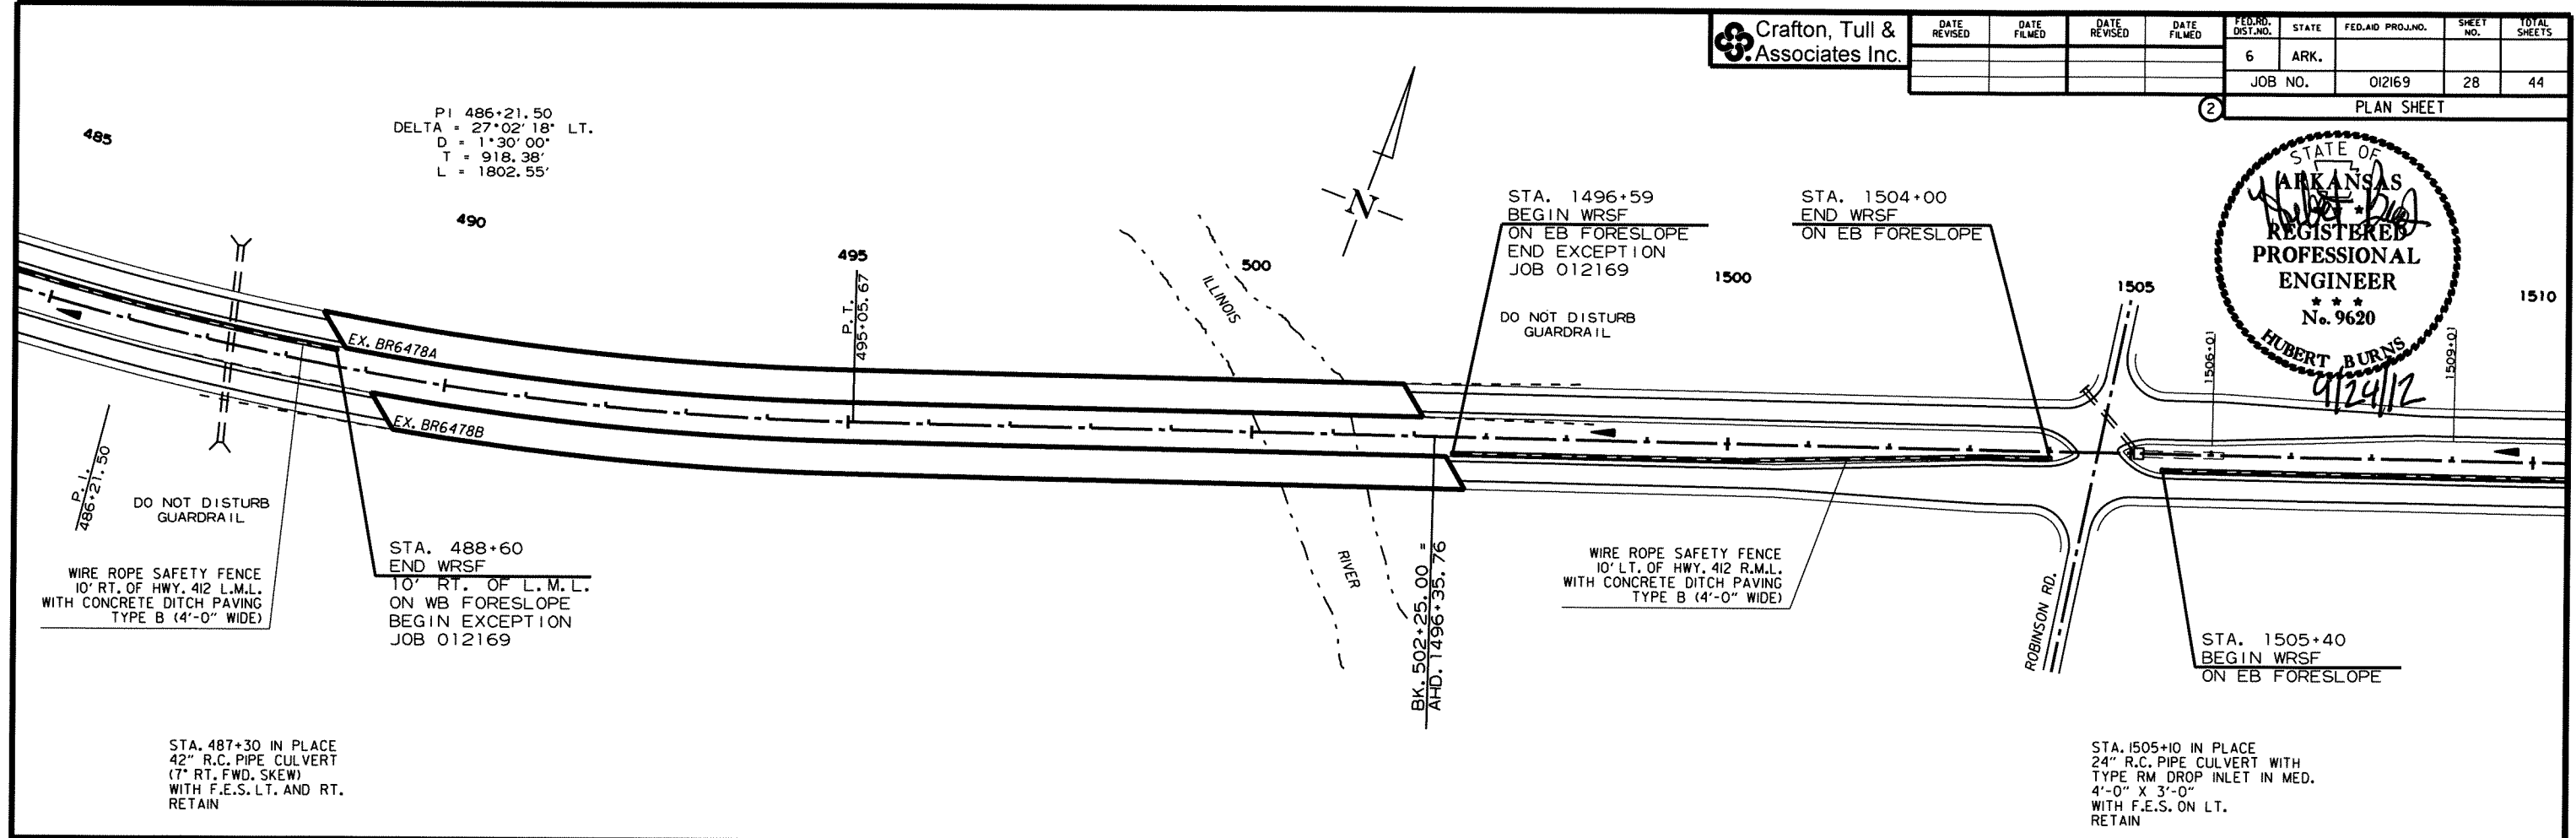 Crafton, Tull &
Associates Inc.
DATE REVISED
DATE FILMED
DATE REVISED
DATE FILMED
FED.RD. DIST.NO.
STATE
FED.AID PROJ.NO.
SHEET NO.
TOTAL SHEETS
6
ARK.
JOB NO.
012169
28
44
2
PLAN SHEET
PI 486+21.50
DELTA = 27°02'18" LT.
D = 1°30'00"
T = 918.38'
L = 1802.55'
485
490
495
500
1500
1505
1510
N
P.T.
495+05.67
ILLINOIS
RIVER
STA. 1496+59
BEGIN WRSF
ON EB FORESLOPE
END EXCEPTION
JOB 012169
STA. 1504+00
END WRSF
ON EB FORESLOPE
DO NOT DISTURB
GUARDRAIL
STATE OF
ARKANSAS
REGISTERED
PROFESSIONAL
ENGINEER
* * *
No. 9620
HUBERT BURNS
9/24/12
1506+01
1509+01
EX. BR6478A
EX. BR6478B
P.I.
486+21.50
DO NOT DISTURB
GUARDRAIL
WIRE ROPE SAFETY FENCE
10' RT. OF HWY. 412 L.M.L.
WITH CONCRETE DITCH PAVING
TYPE B (4'-0" WIDE)
STA. 488+60
END WRSF
10' RT. OF L.M.L.
ON WB FORESLOPE
BEGIN EXCEPTION
JOB 012169
BK. 502+25.00 =
AHD. 1496+35.76
WIRE ROPE SAFETY FENCE
10' LT. OF HWY. 412 R.M.L.
WITH CONCRETE DITCH PAVING
TYPE B (4'-0" WIDE)
ROBINSON RD.
STA. 1505+40
BEGIN WRSF
ON EB FORESLOPE
STA. 487+30 IN PLACE
42" R.C. PIPE CULVERT
(7° RT. FWD. SKEW)
WITH F.E.S. LT. AND RT.
RETAIN
STA. 1505+10 IN PLACE
24" R.C. PIPE CULVERT WITH
TYPE RM DROP INLET IN MED.
4'-0" X 3'-0"
WITH F.E.S. ON LT.
RETAIN